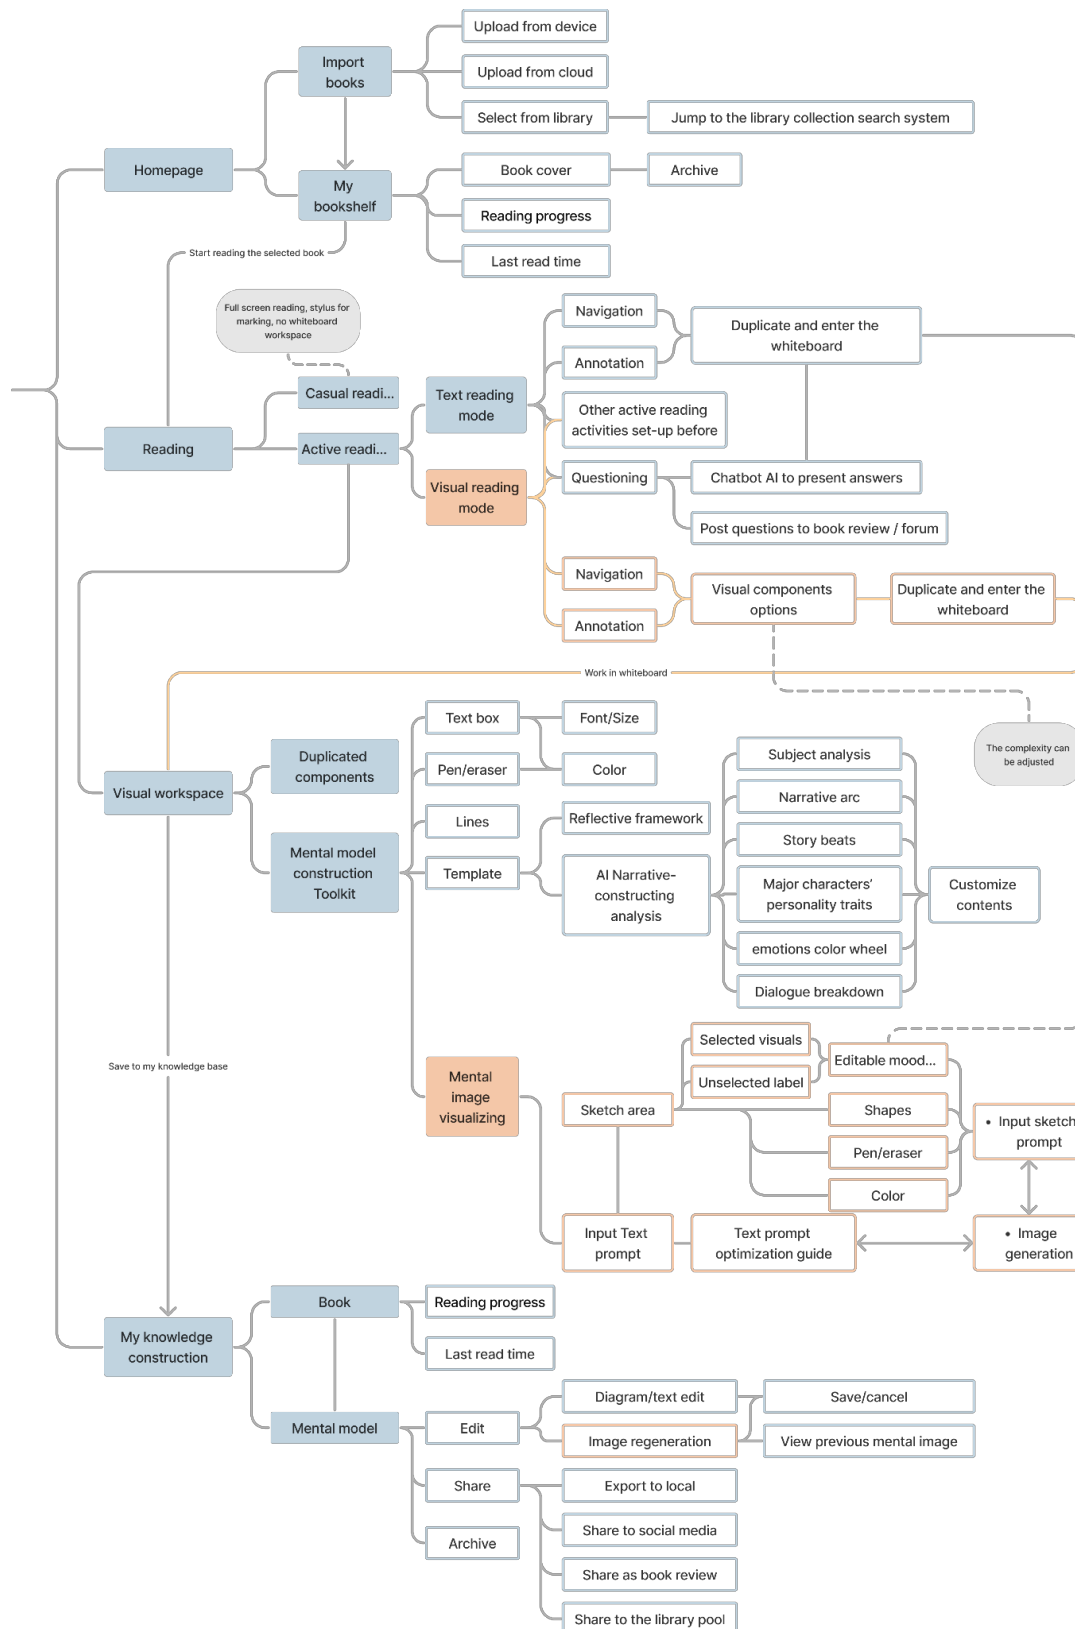 Upload from device
Import
books
Upload from cloud
Select from library
Jump to the library collection search system
Homepage
Book cover
Archive
My
bookshelf
Reading progress
Start reading the selected book
Last read time
Full screen reading, stylus for
marking, no whiteboard
workspace
Navigation
Duplicate and enter the
whiteboard
Annotation
Casual readi...
Text reading
mode
Other active reading
activities set-up before
Reading
Active readi...
Questioning
Chatbot AI to present answers
Visual reading
mode
Post questions to book review / forum
Navigation
Visual components
options
Duplicate and enter the
whiteboard
Annotation
Work in whiteboard
Text box
Font/Size
The complexity can
be adjusted
Duplicated
components
Pen/eraser
Color
Subject analysis
Visual workspace
Narrative arc
Lines
Reflective framework
Story beats
Mental model
construction
Toolkit
Template
AI Narrative-
constructing
analysis
Major characters'
personality traits
Customize
contents
emotions color wheel
Dialogue breakdown
Selected visuals
Editable mood...
Save to my knowledge base
Unselected label
Mental
image
visualizing
Sketch area
Shapes
• Input sketch
prompt
Pen/eraser
Color
Input Text
prompt
Text prompt
optimization guide
• Image
generation
Book
Reading progress
My knowledge
construction
Last read time
Diagram/text edit
Save/cancel
Mental model
Edit
Image regeneration
View previous mental image
Share
Export to local
Share to social media
Archive
Share as book review
Share to the library pool